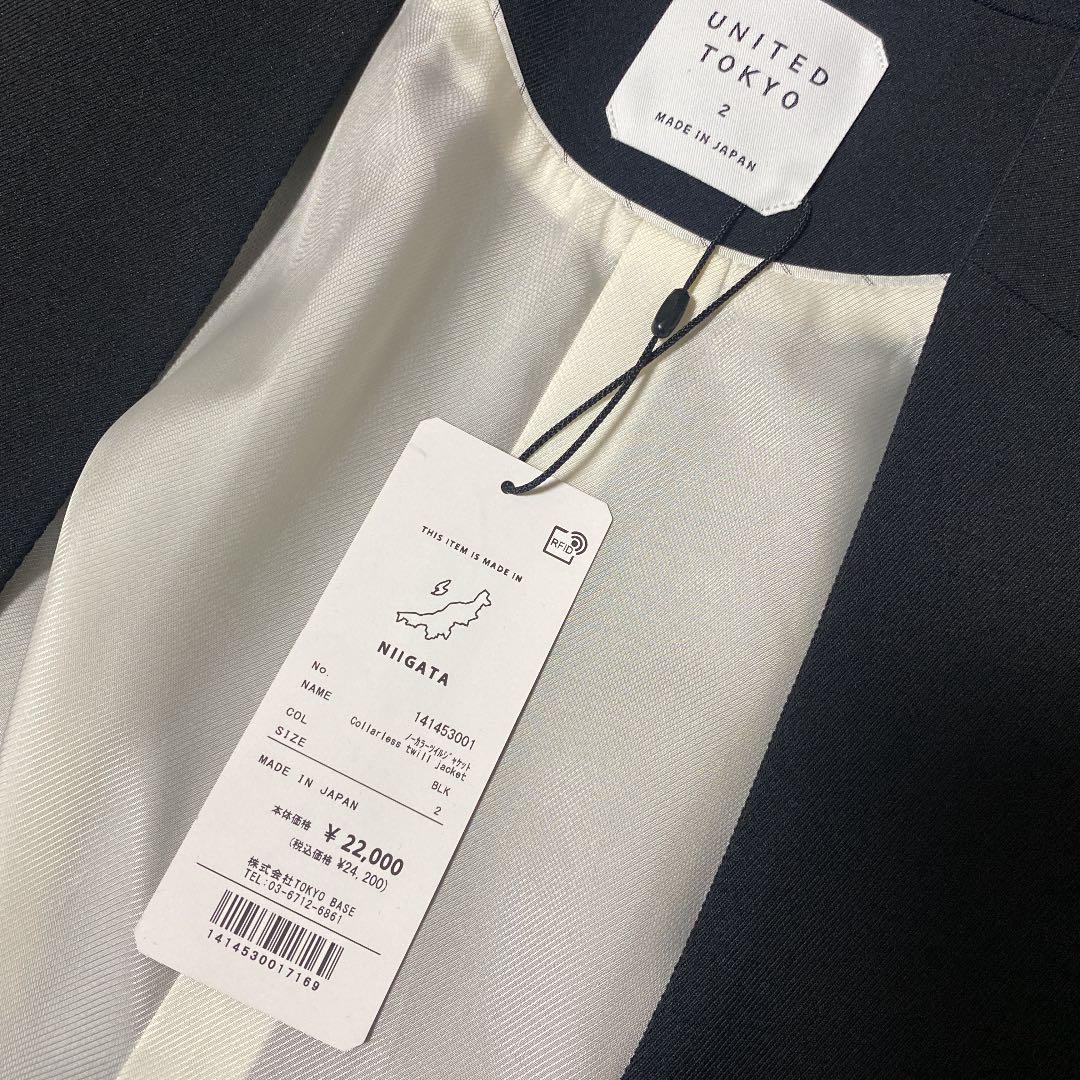 UNITED
TOKYO
2
MADE IN JAPAN
RFID
THIS ITEM IS MADE IN
NIIGATA
No. 141453001
NAME ノーカラーツイルジャケット
Collarless twill jacket
COL BLK
SIZE 2
MADE IN JAPAN
本体価格 ¥ 22,000
(税込価格 ¥24,200)
株式会社TOKYO BASE
TEL:03-6712-6861
1414530017169